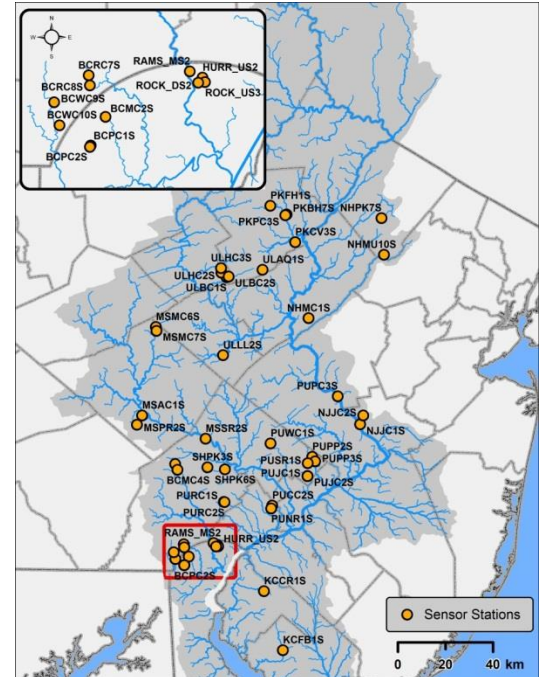 N
W E
S
BCRC7S
RAMS_MS2
HURR_US2
BCRC8S
ROCK_DS2
ROCK_US3
BCWC9S
BCMC2S
BCWC10S
BCPC1S
BCPC2S
PKFH1S
PKBH7S
NHPK7S
PKPC3S
PKCV3S
NHMU10S
ULHC3S
ULAQ1S
ULHC2S
ULBC1S
ULBC2S
MSMC6S
NHMC1S
MSMC7S
ULLL2S
PUPC3S
MSAC1S
NJJC2S
MSPR2S
NJJC1S
MSSR2S
PUWC1S
PUPP2S
SHPK3S
PUSR1S
PUPP3S
BCMC4S
SHPK6S
PUJC1S
PUJC2S
PURC1S
PUCC2S
PURC2S
PUNR1S
RAMS_MS2
HURR_US2
BCPC2S
KCCR1S
Sensor Stations
KCFB1S
0 20 40 km